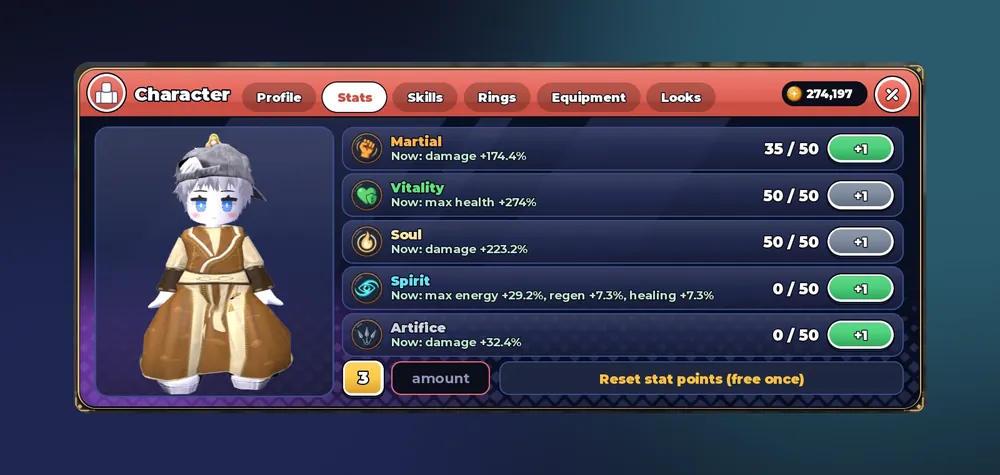 Character
Profile
Stats
Skills
Rings
Equipment
Looks
274,197
Martial
Now: damage +174.4%
35 / 50
+1
Vitality
Now: max health +274%
50 / 50
+1
Soul
Now: damage +223.2%
50 / 50
+1
Spirit
Now: max energy +29.2%, regen +7.3%, healing +7.3%
0 / 50
+1
Artifice
Now: damage +32.4%
0 / 50
+1
3
amount
Reset stat points (free once)